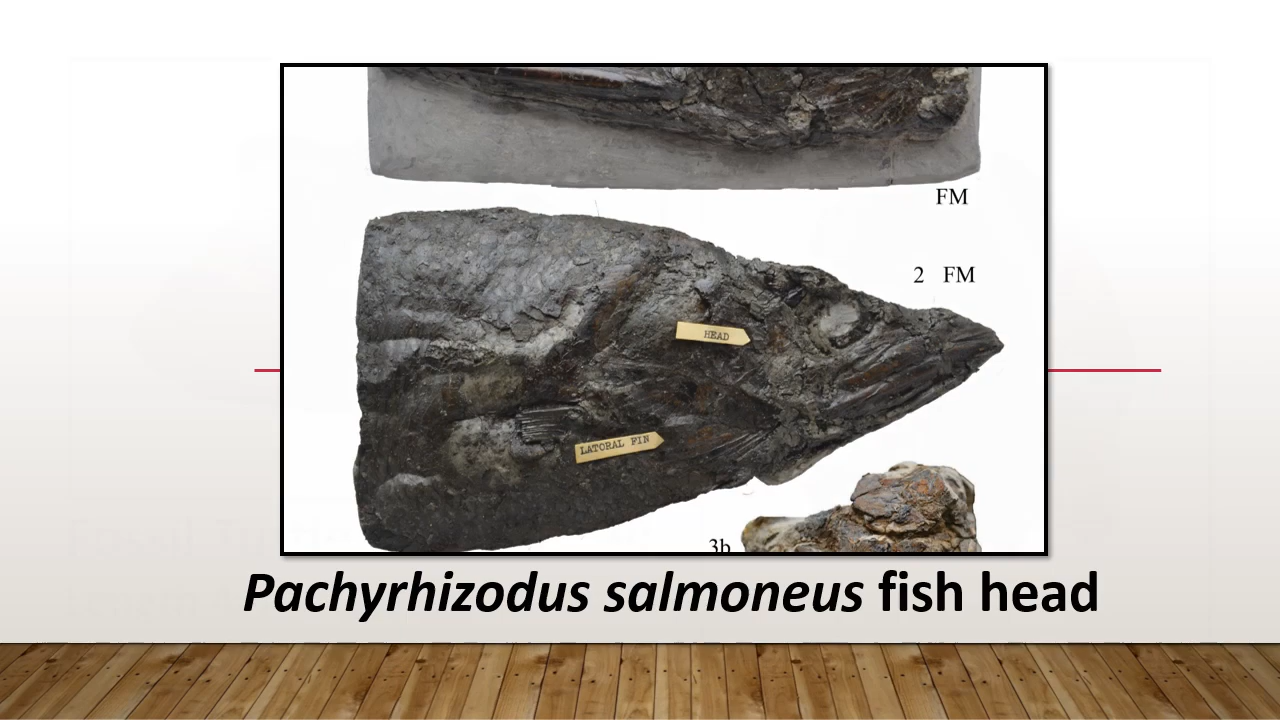 FM
2 FM
HEAD
LATORAL FIN
3b
Pachyrhizodus salmoneus fish head